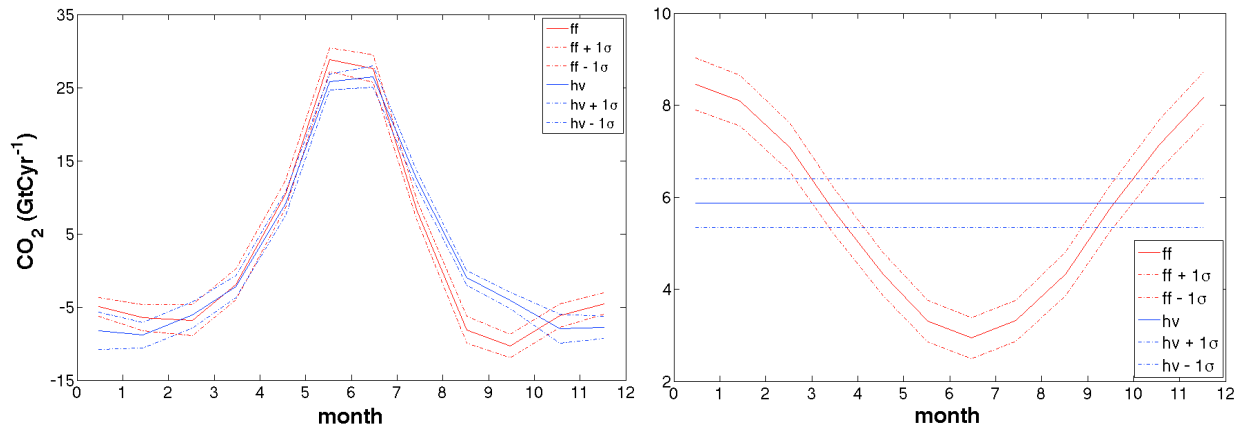 CO2 (GtCyr-1)
35
25
15
5
-5
-15
0 1 2 3 4 5 6 7 8 9 10 11 12
month
ff
ff + 1σ
ff - 1σ
hv
hv + 1σ
hv - 1σ
10
8
6
4
2
0 1 2 3 4 5 6 7 8 9 10 11 12
month
ff
ff + 1σ
ff - 1σ
hv
hv + 1σ
hv - 1σ